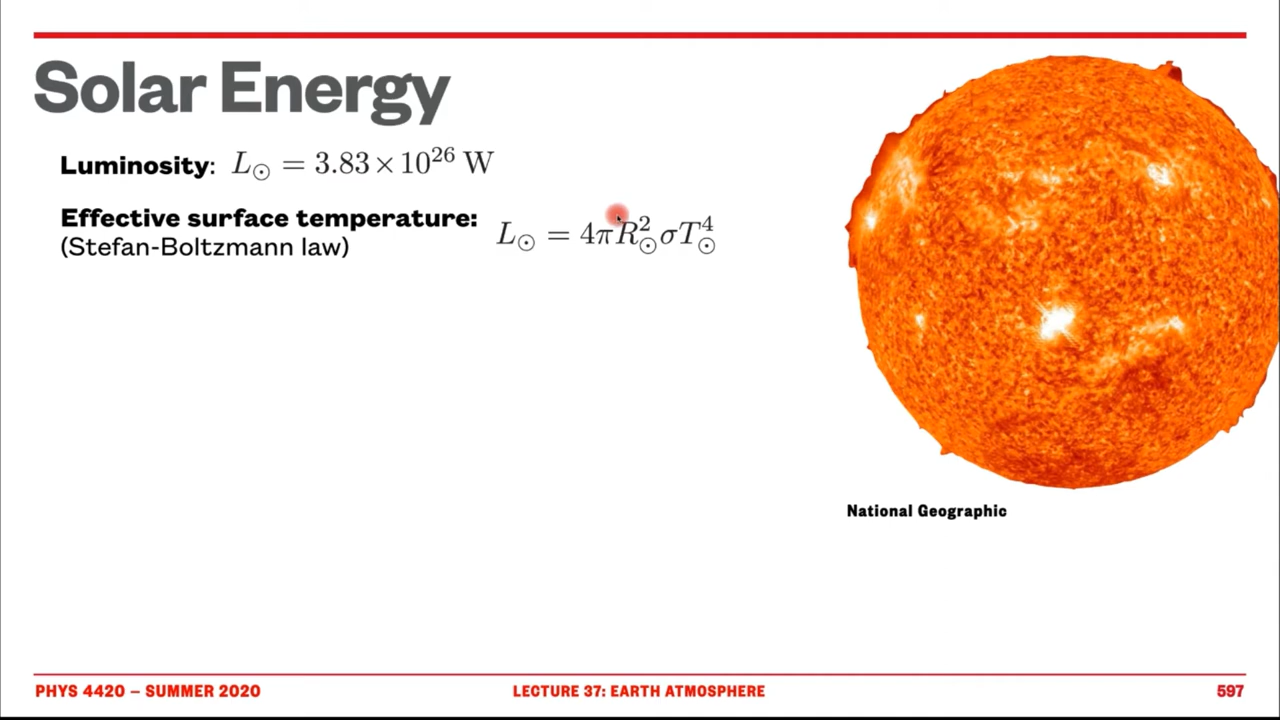 Solar Energy
Luminosity: L⊙ = 3.83 × 10²⁶ W
Effective surface temperature: L⊙ = 4πR⊙²σT⊙⁴
(Stefan-Boltzmann law)
National Geographic
PHYS 4420 – SUMMER 2020 LECTURE 37: EARTH ATMOSPHERE 597